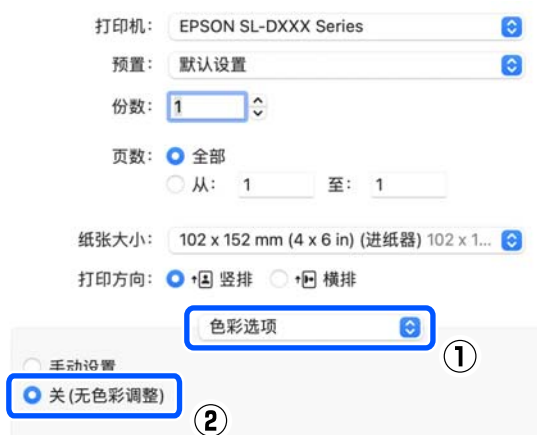 打印机： EPSON SL-DXXX Series
预置： 默认设置
份数： 1
页数： 全部
从： 1 至： 1
纸张大小： 102 x 152 mm (4 x 6 in) (进纸器) 102 x 1...
打印方向： 竖排 横排
色彩选项
①
手动设置
关(无色彩调整)
②